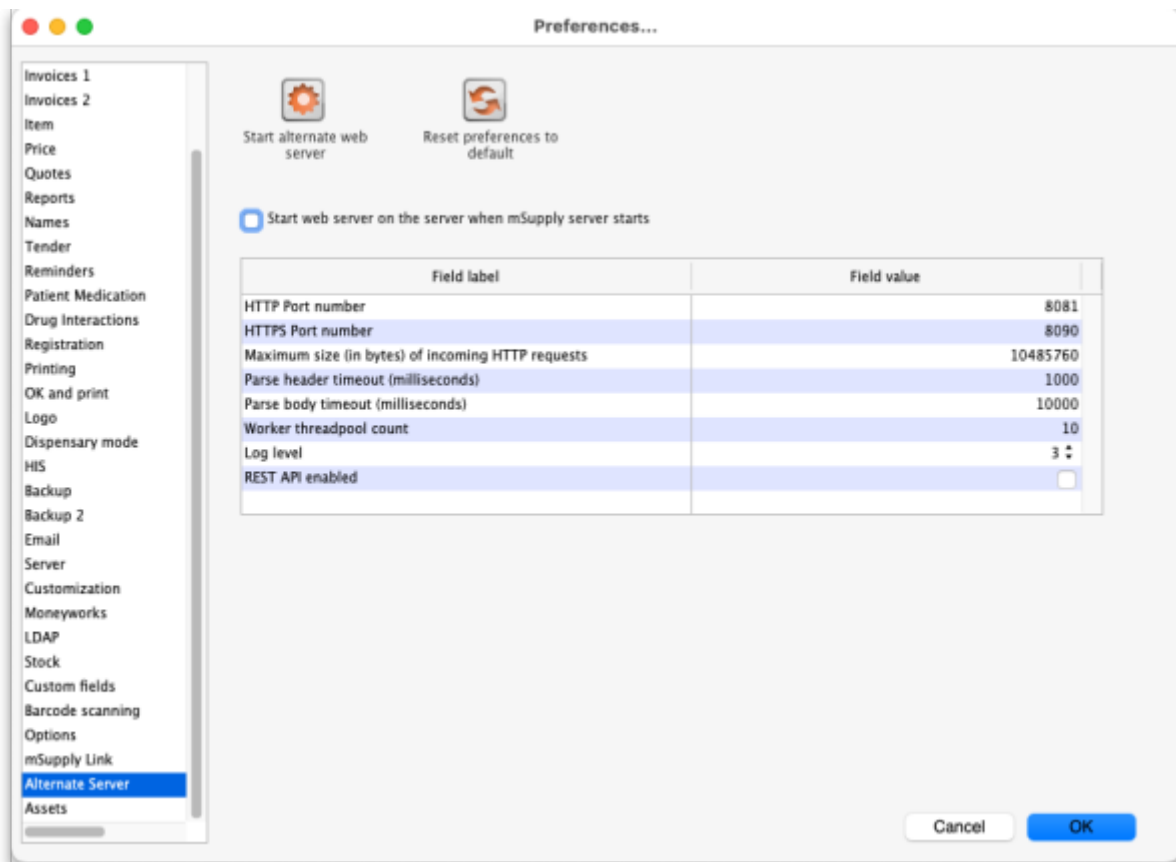 Preferences...
Invoices 1
Invoices 2
Item
Price
Quotes
Reports
Names
Tender
Reminders
Patient Medication
Drug Interactions
Registration
Printing
OK and print
Logo
Dispensary mode
HIS
Backup
Backup 2
Email
Server
Customization
Moneyworks
LDAP
Stock
Custom fields
Barcode scanning
Options
mSupply Link
Alternate Server
Assets
Start alternate web
server
Reset preferences to
default
Start web server on the server when mSupply server starts
Field label Field value
HTTP Port number 8081
HTTPS Port number 8090
Maximum size (in bytes) of incoming HTTP requests 10485760
Parse header timeout (milliseconds) 1000
Parse body timeout (milliseconds) 10000
Worker threadpool count 10
Log level 3
REST API enabled
Cancel OK